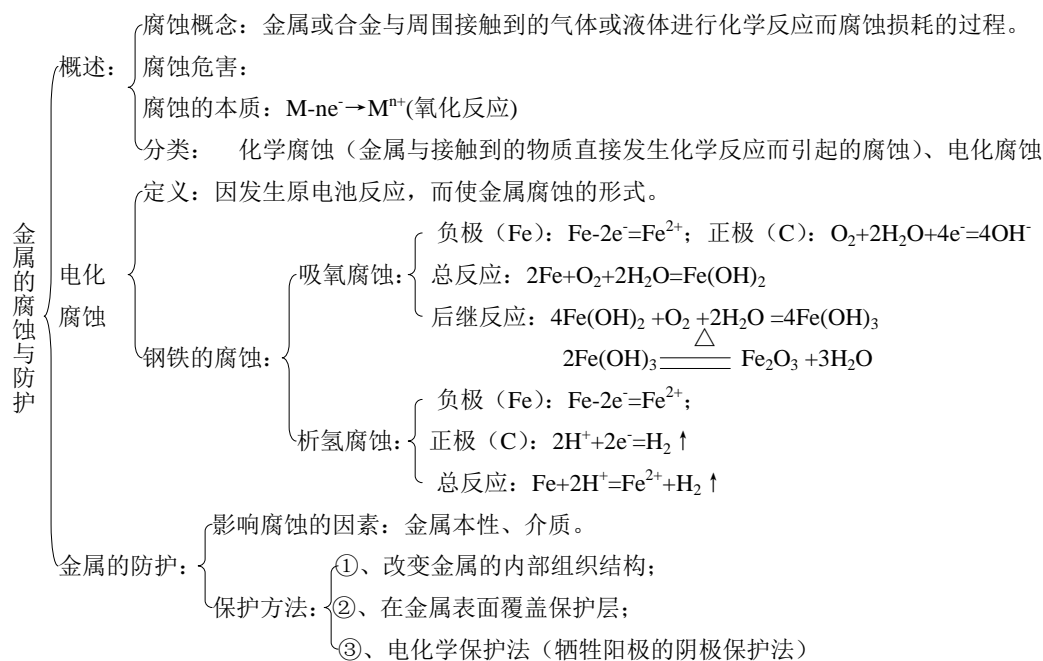 腐蚀概念：金属或合金与周围接触到的气体或液体进行化学反应而腐蚀损耗的过程。
概述：
腐蚀危害：
腐蚀的本质：M-ne⁻→Mⁿ⁺(氧化反应)
分类： 化学腐蚀（金属与接触到的物质直接发生化学反应而引起的腐蚀）、电化腐蚀
金属的腐蚀与防护
定义：因发生原电池反应，而使金属腐蚀的形式。
电化
腐蚀
负极（Fe）：Fe-2e⁻=Fe²⁺；正极（C）：O₂+2H₂O+4e⁻=4OH⁻
吸氧腐蚀：
总反应：2Fe+O₂+2H₂O=Fe(OH)₂
后继反应：4Fe(OH)₂ +O₂ +2H₂O =4Fe(OH)₃
钢铁的腐蚀：
△
2Fe(OH)₃ ═══ Fe₂O₃ +3H₂O
负极（Fe）：Fe-2e⁻=Fe²⁺；
析氢腐蚀：
正极（C）：2H⁺+2e⁻=H₂↑
总反应：Fe+2H⁺=Fe²⁺+H₂↑
影响腐蚀的因素：金属本性、介质。
金属的防护：
①、改变金属的内部组织结构；
保护方法：
②、在金属表面覆盖保护层；
③、电化学保护法（牺牲阳极的阴极保护法）